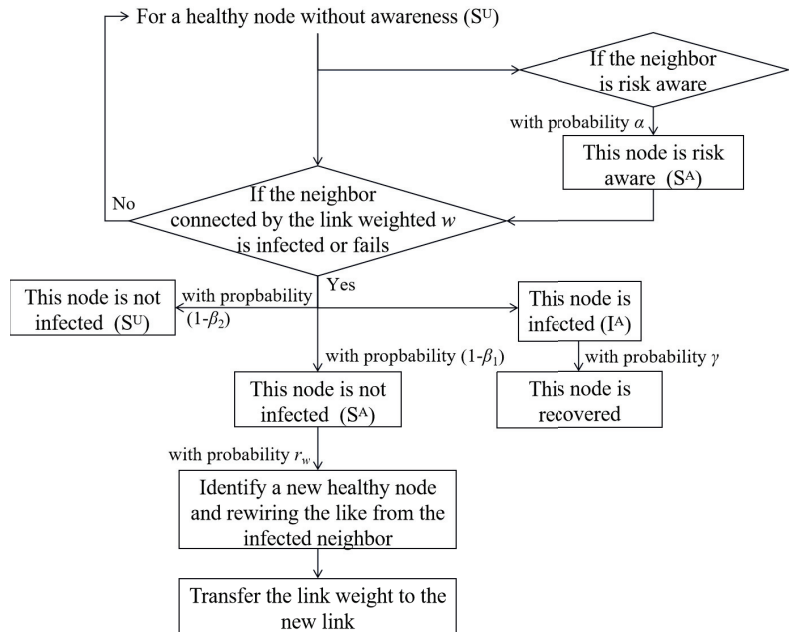 For a healthy node without awareness (Sᵁ)
If the neighbor
is risk aware
with probability α
This node is risk
aware (Sᴬ)
If the neighbor
connected by the link weighted w
is infected or fails
No
Yes
This node is not
infected (Sᵁ)
with propbability
(1-β₂)
This node is
infected (Iᴬ)
with propbability (1-β₁)
with probability γ
This node is not
infected (Sᴬ)
This node is
recovered
with probability r_w
Identify a new healthy node
and rewiring the like from the
infected neighbor
Transfer the link weight to the
new link